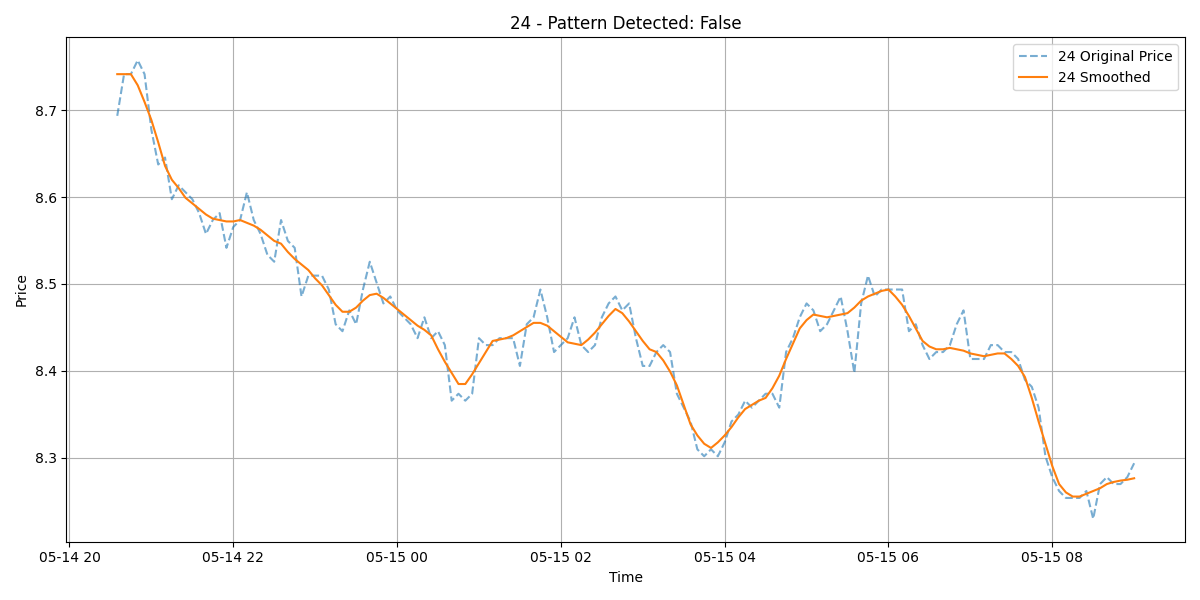 24 - Pattern Detected: False
24 Original Price
24 Smoothed
Price
8.7
8.6
8.5
8.4
8.3
05-14 20 05-14 22 05-15 00 05-15 02 05-15 04 05-15 06 05-15 08
Time